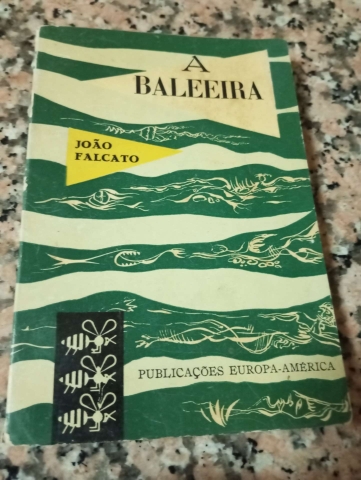 A
BALEEIRA
JOÃO
FALCATO
PUBLICAÇÕES EUROPA-AMÉRICA